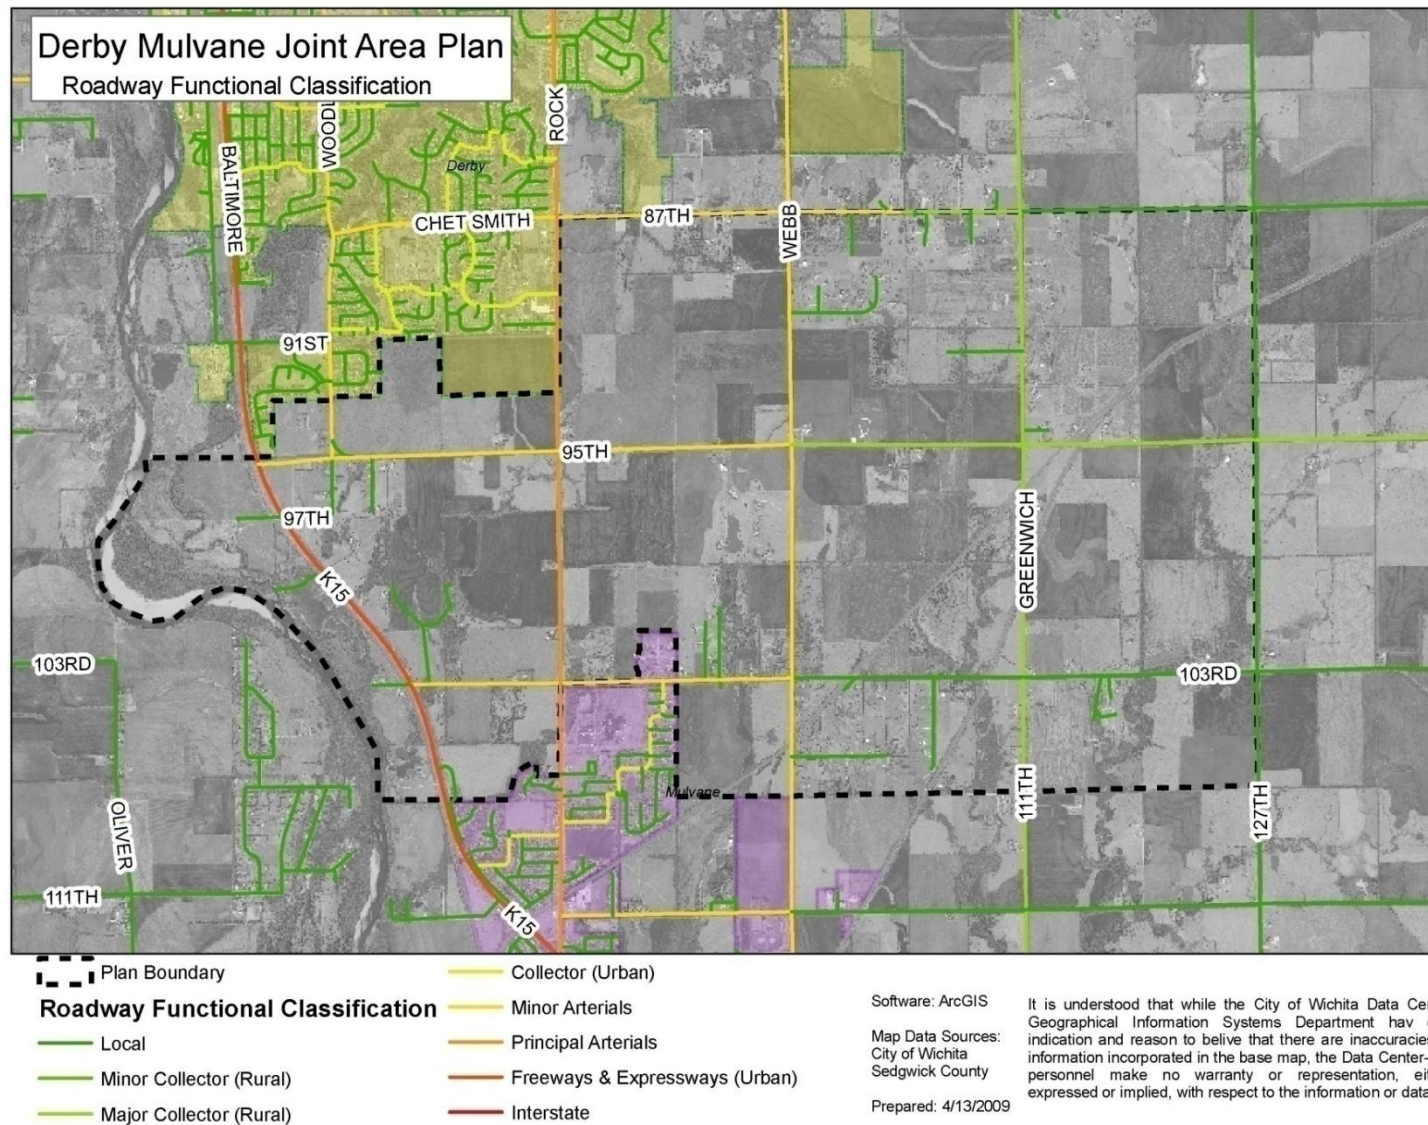 Derby Mulvane Joint Area Plan
Roadway Functional Classification
BALTIMORE
ROCK
Derby
CHET SMITH
87TH
WEBB
91ST
95TH
97TH
K15
GREENWICH
103RD
103RD
OLIVER
Mulvane
111TH
127TH
111TH
K15
Plan Boundary
Roadway Functional Classification
Local
Minor Collector (Rural)
Major Collector (Rural)
Collector (Urban)
Minor Arterials
Principal Arterials
Freeways & Expressways (Urban)
Interstate
Software: ArcGIS
Map Data Sources:
City of Wichita
Sedgwick County
Prepared: 4/13/2009
It is understood that while the City of Wichita Data
Geographical Information Systems Department hav
indication and reason to belive that there are
information incorporated in the base map, the Data Center-
personnel make no warranty or representation,
expressed or implied, with respect to the information or data